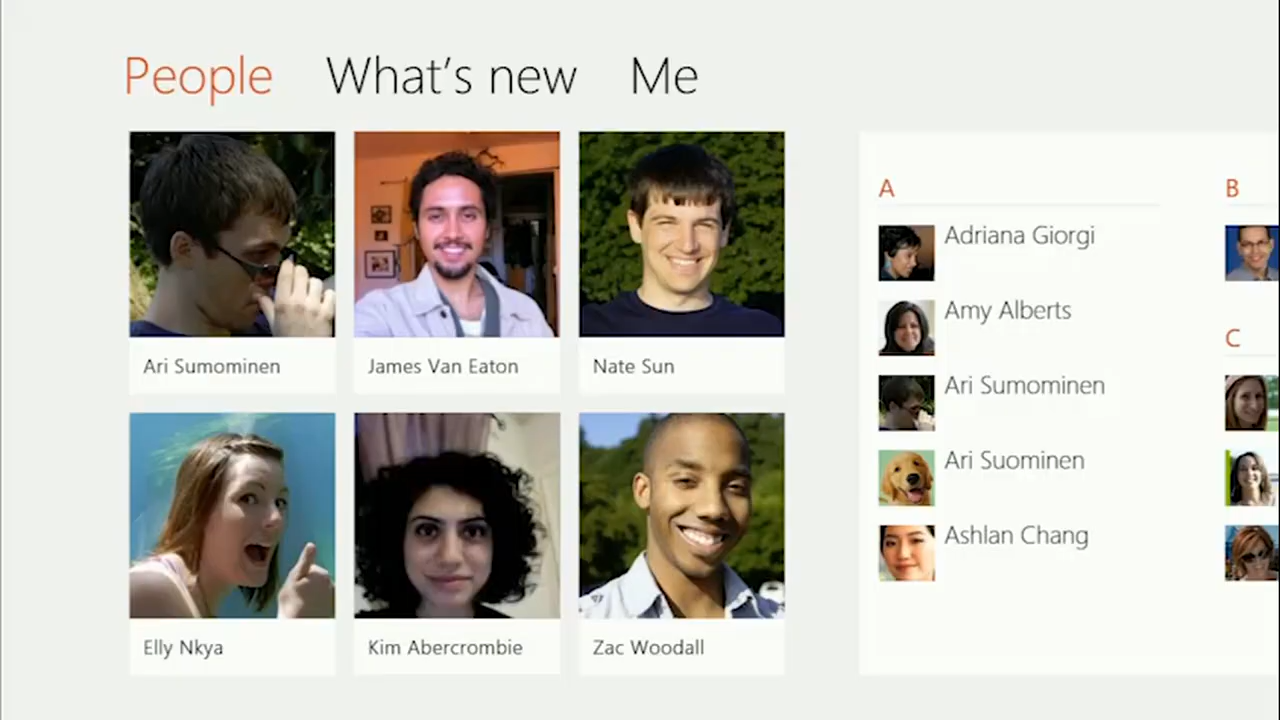 People What's new Me
Ari Sumominen
James Van Eaton
Nate Sun
Elly Nkya
Kim Abercrombie
Zac Woodall
A
Adriana Giorgi
Amy Alberts
Ari Sumominen
Ari Suominen
Ashlan Chang
B
C